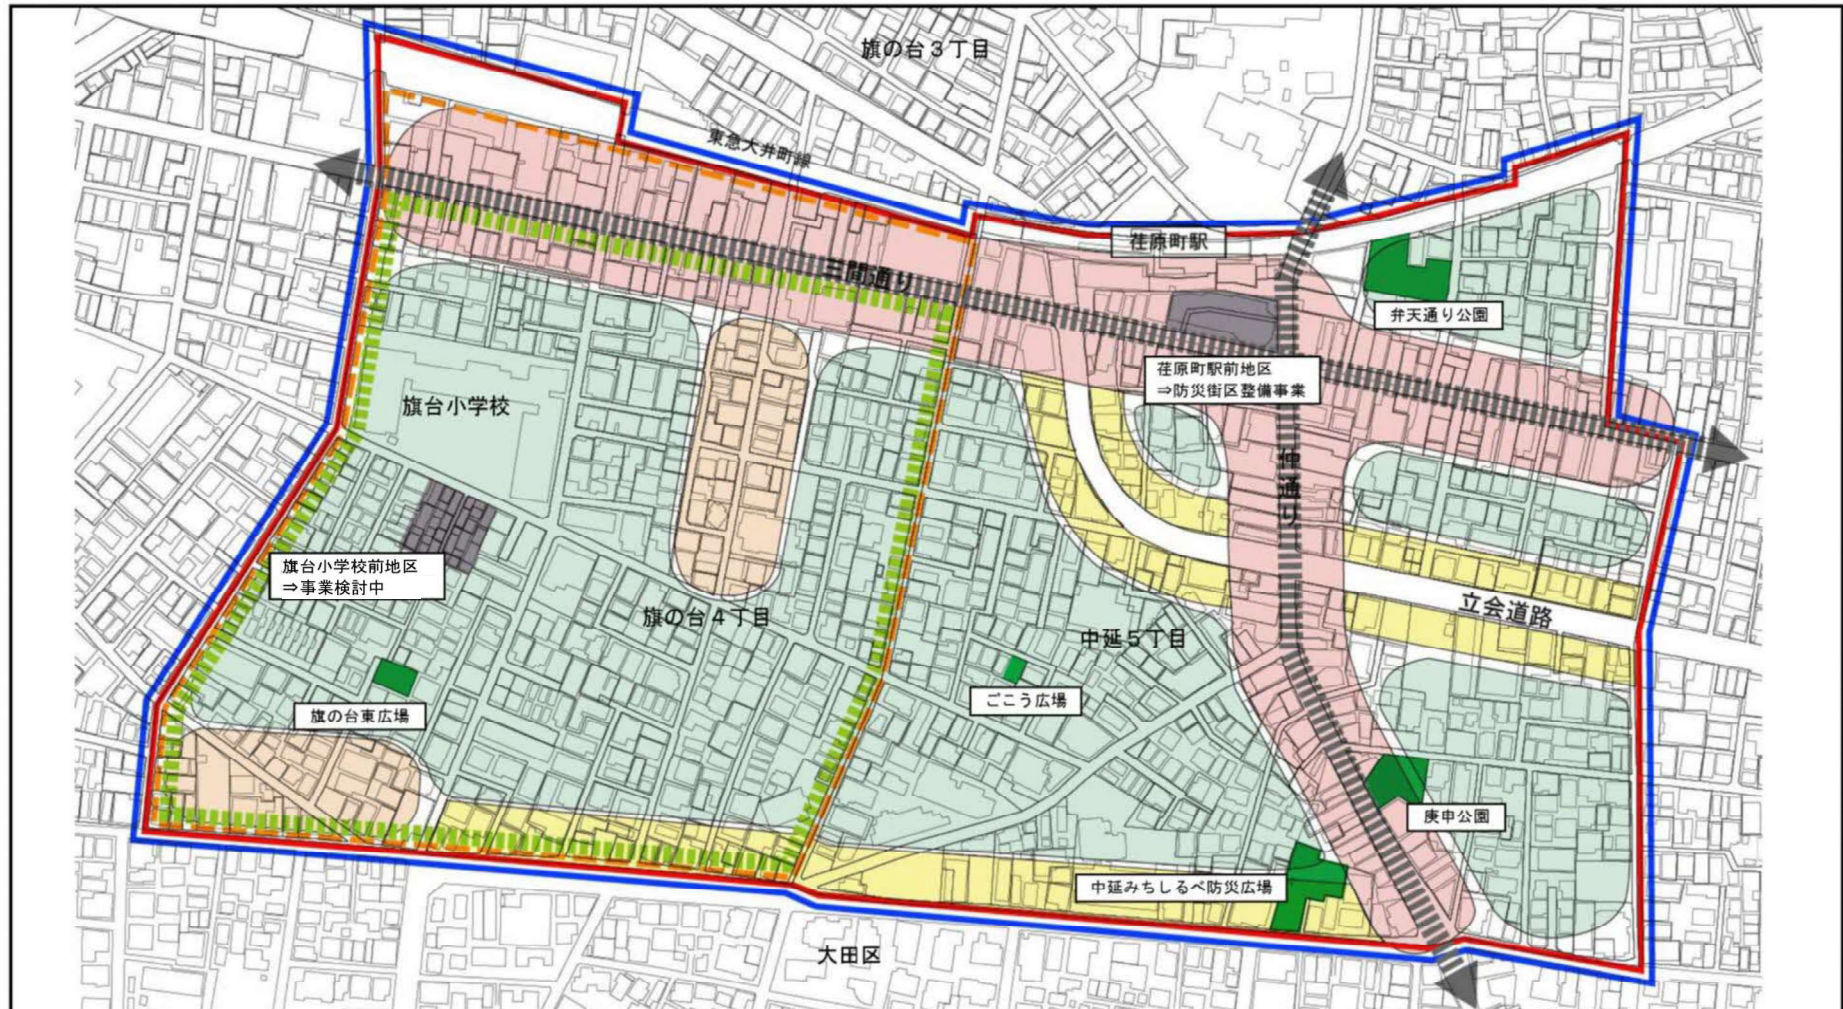 旗の台３丁目
東急大井町線
荏原町駅
三間通り
弁天通り公園
荏原町駅前地区
⇒防災街区整備事業
旗台小学校
仲通り
旗台小学校前地区
⇒事業検討中
旗の台４丁目
中延５丁目
立会道路
ごこう広場
旗の台東広場
庚申公園
中延みちしるべ防災広場
大田区